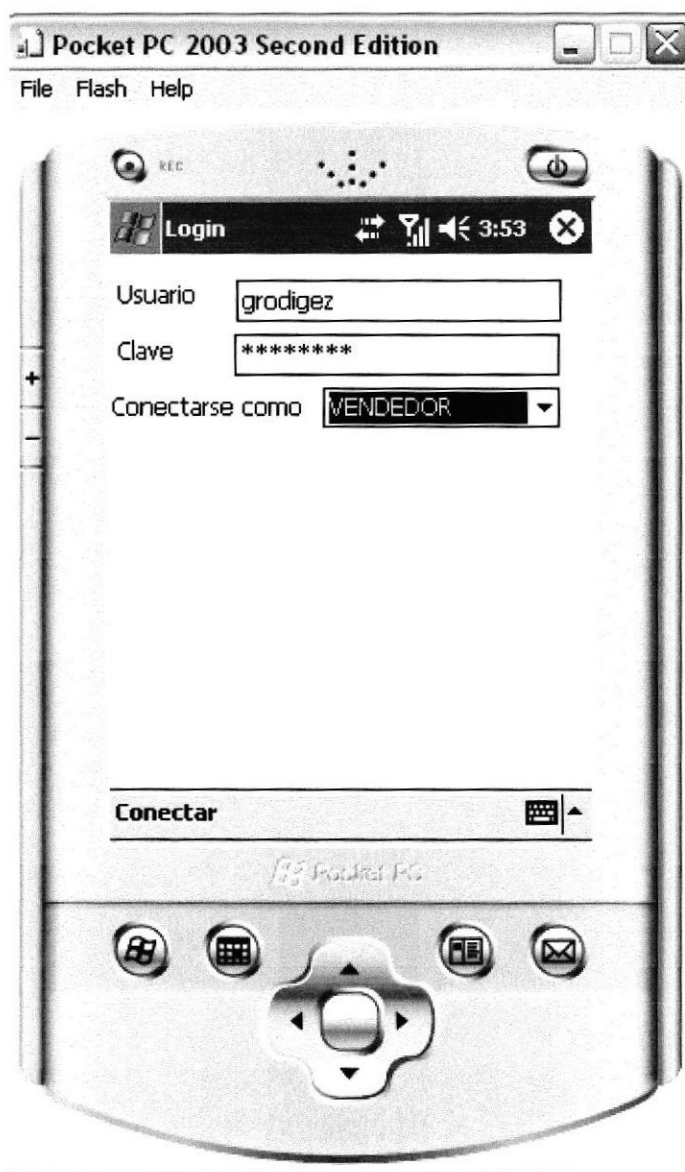 Pocket PC 2003 Second Edition
File Flash Help
REC
Login 3:53
Usuario grodigez
Clave ********
Conectarse como VENDEDOR
Conectar
Pocket PC